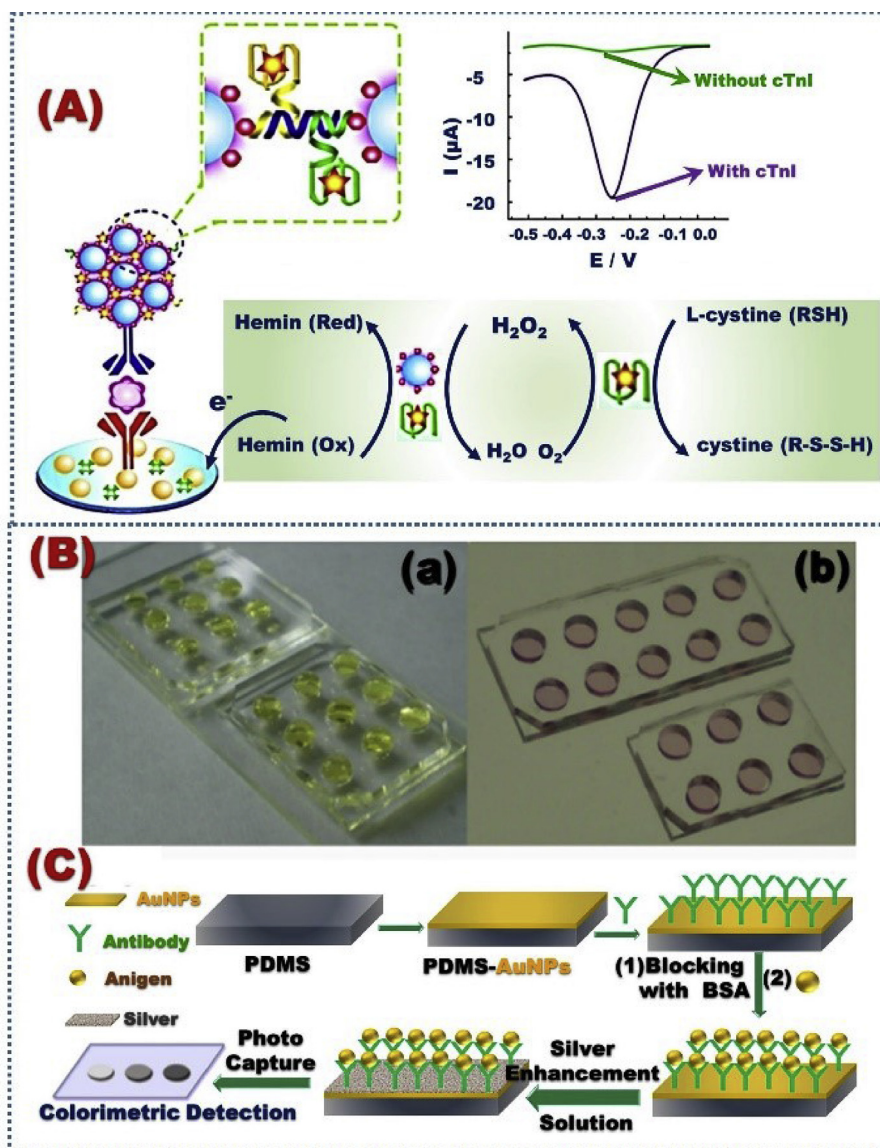 (A)
I (μA)
-5
-10
-15
-20
Without cTnI
With cTnI
-0.5 -0.4 -0.3 -0.2 -0.1 0.0
E / V
Hemin (Red)
H₂O₂
L-cystine (RSH)
e⁻
Hemin (Ox)
H₂O O₂
cystine (R-S-S-H)
(B)
(a)
(b)
(C)
AuNPs
Antibody
Anigen
Silver
PDMS
PDMS-AuNPs
(1)Blocking
with BSA
(2)
Silver
Enhancement
Solution
Photo
Capture
Colorimetric Detection